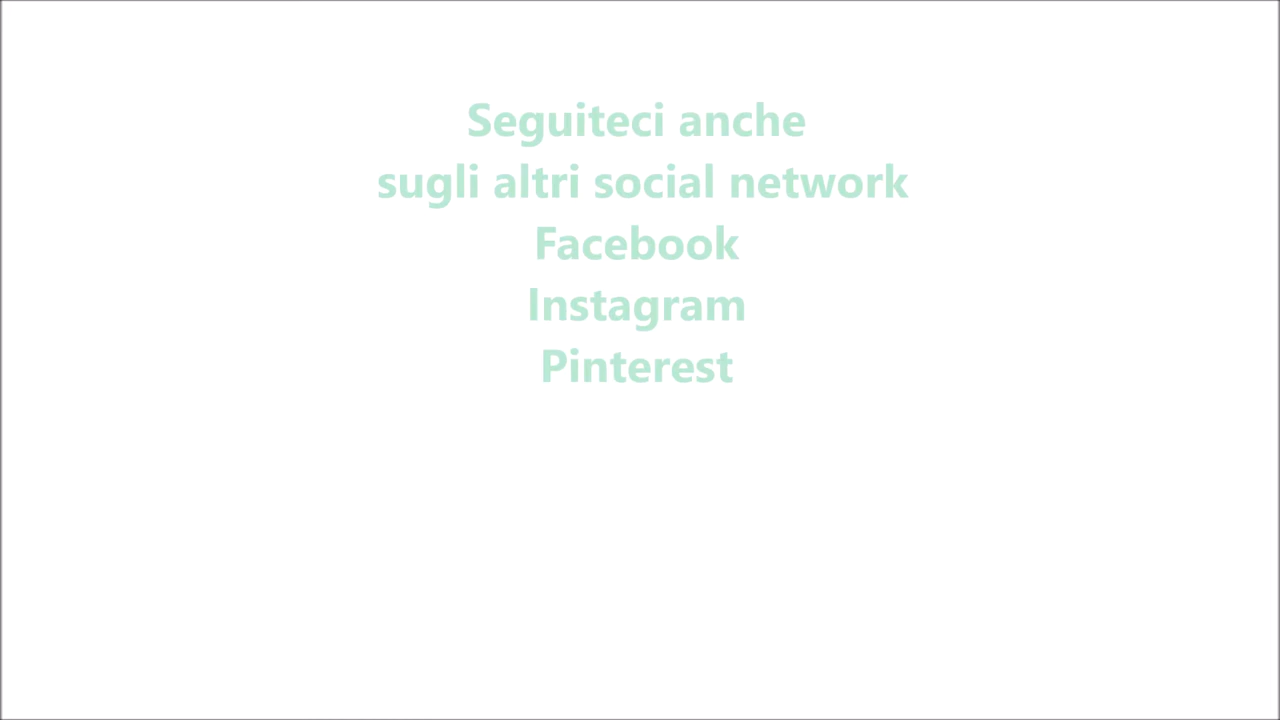 Seguiteci anche
sugli altri social network
Facebook
Instagram
Pinterest